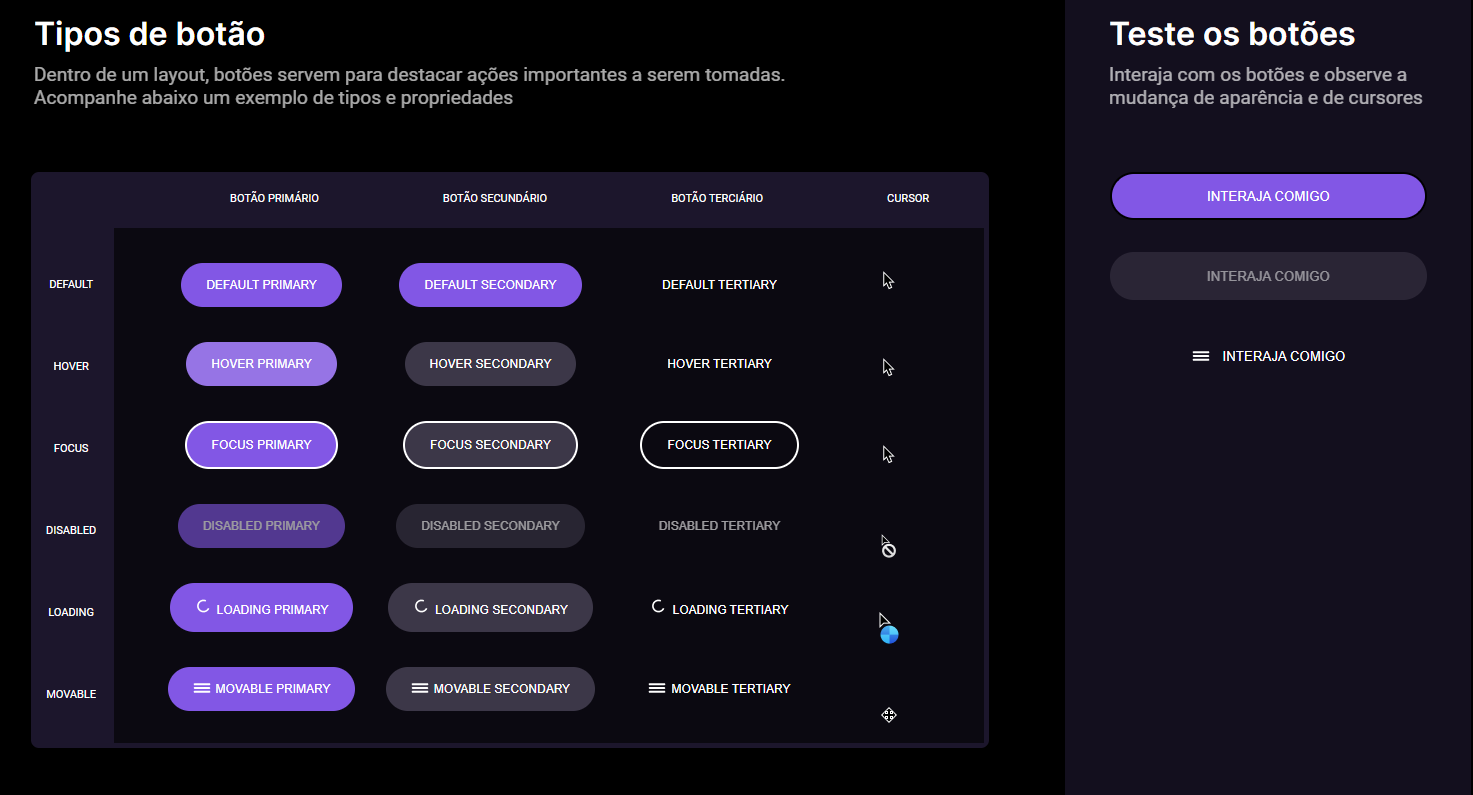 Tipos de botão
Dentro de um layout, botões servem para destacar ações importantes a serem tomadas.
Acompanhe abaixo um exemplo de tipos e propriedades
BOTÃO PRIMÁRIO BOTÃO SECUNDÁRIO BOTÃO TERCIÁRIO CURSOR
DEFAULT DEFAULT PRIMARY DEFAULT SECONDARY DEFAULT TERTIARY
HOVER HOVER PRIMARY HOVER SECONDARY HOVER TERTIARY
FOCUS FOCUS PRIMARY FOCUS SECONDARY FOCUS TERTIARY
DISABLED DISABLED PRIMARY DISABLED SECONDARY DISABLED TERTIARY
LOADING LOADING PRIMARY LOADING SECONDARY LOADING TERTIARY
MOVABLE MOVABLE PRIMARY MOVABLE SECONDARY MOVABLE TERTIARY
Teste os botões
Interaja com os botões e observe a
mudança de aparência e de cursores
INTERAJA COMIGO
INTERAJA COMIGO
INTERAJA COMIGO